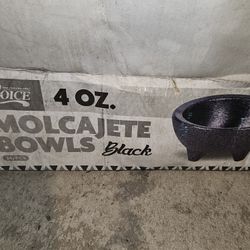 OICE
4 OZ.
MOLCAJETE
BOWLS Black